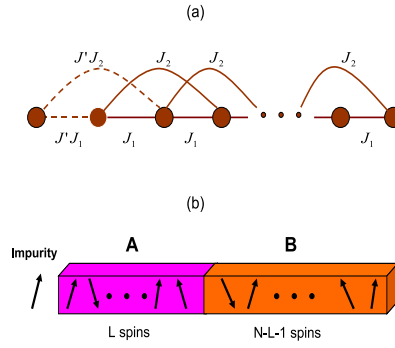 (a)
J'J₂ J₂ J₂ J₂
J'J₁ J₁ J₁ J₁
(b)
Impurity A B
L spins N-L-1 spins